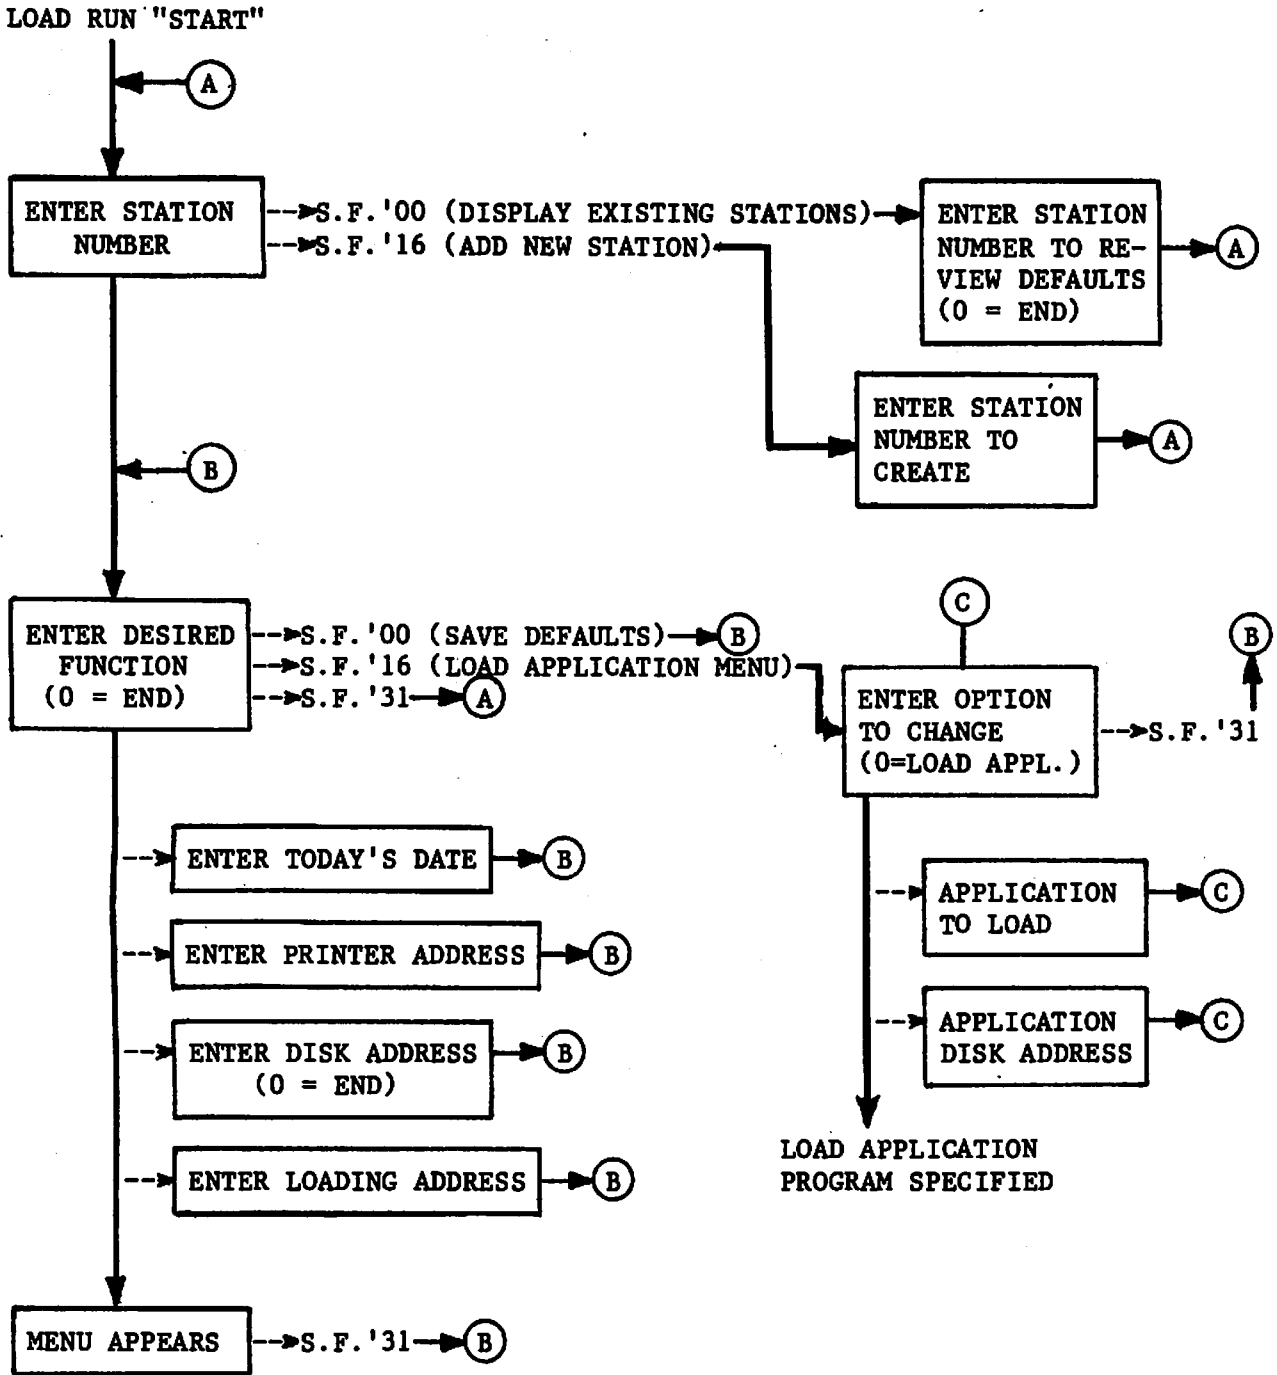 LOAD RUN "START"
A
ENTER STATION
NUMBER
S.F.'00 (DISPLAY EXISTING STATIONS)
S.F.'16 (ADD NEW STATION)
ENTER STATION
NUMBER TO RE-
VIEW DEFAULTS
(0 = END)
A
ENTER STATION
NUMBER TO
CREATE
A
B
ENTER DESIRED
FUNCTION
(0 = END)
S.F.'00 (SAVE DEFAULTS)
B
S.F.'16 (LOAD APPLICATION MENU)
S.F.'31
A
C
ENTER OPTION
TO CHANGE
(0=LOAD APPL.)
S.F.'31
B
ENTER TODAY'S DATE
B
ENTER PRINTER ADDRESS
B
ENTER DISK ADDRESS
(0 = END)
B
ENTER LOADING ADDRESS
B
APPLICATION
TO LOAD
C
APPLICATION
DISK ADDRESS
C
LOAD APPLICATION
PROGRAM SPECIFIED
MENU APPEARS
S.F.'31
B